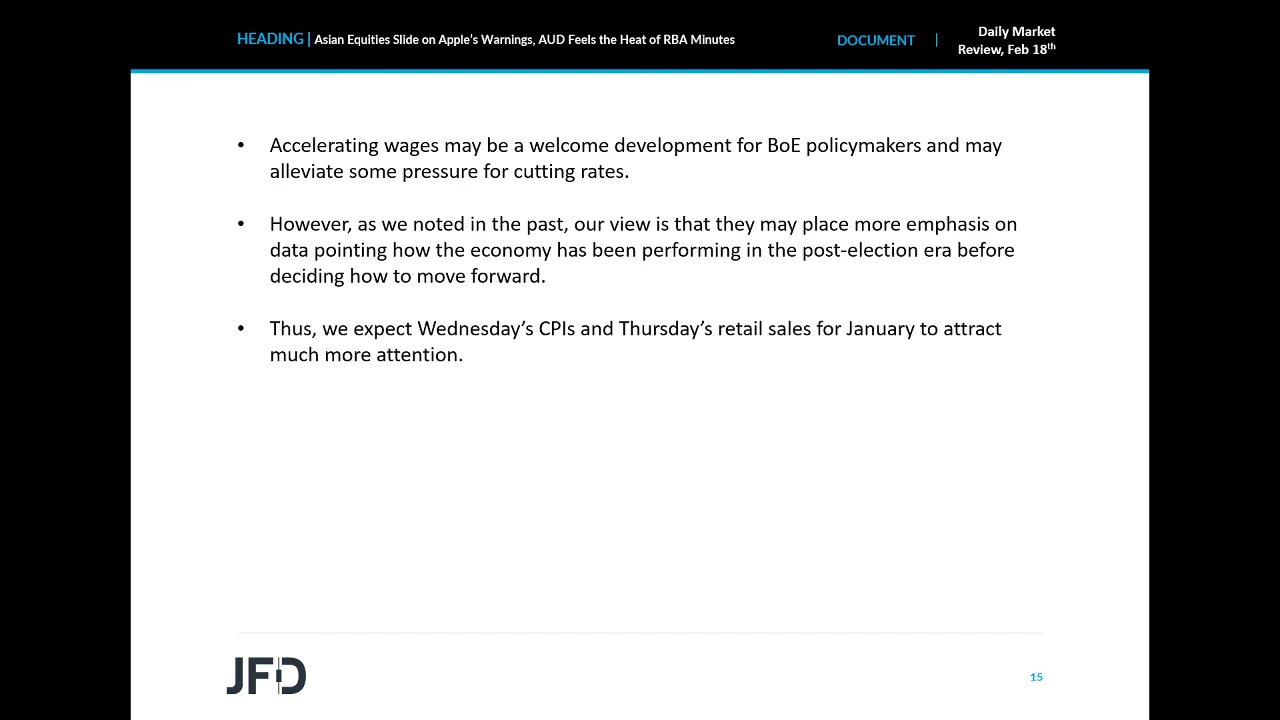 HEADING | Asian Equities Slide on Apple’s Warnings, AUD Feels the Heat of RBA Minutes
DOCUMENT |
Daily Market
Review, Feb 18th
• Accelerating wages may be a welcome development for BoE policymakers and may
alleviate some pressure for cutting rates.
• However, as we noted in the past, our view is that they may place more emphasis on
data pointing how the economy has been performing in the post-election era before
deciding how to move forward.
• Thus, we expect Wednesday’s CPIs and Thursday’s retail sales for January to attract
much more attention.
JFD
15